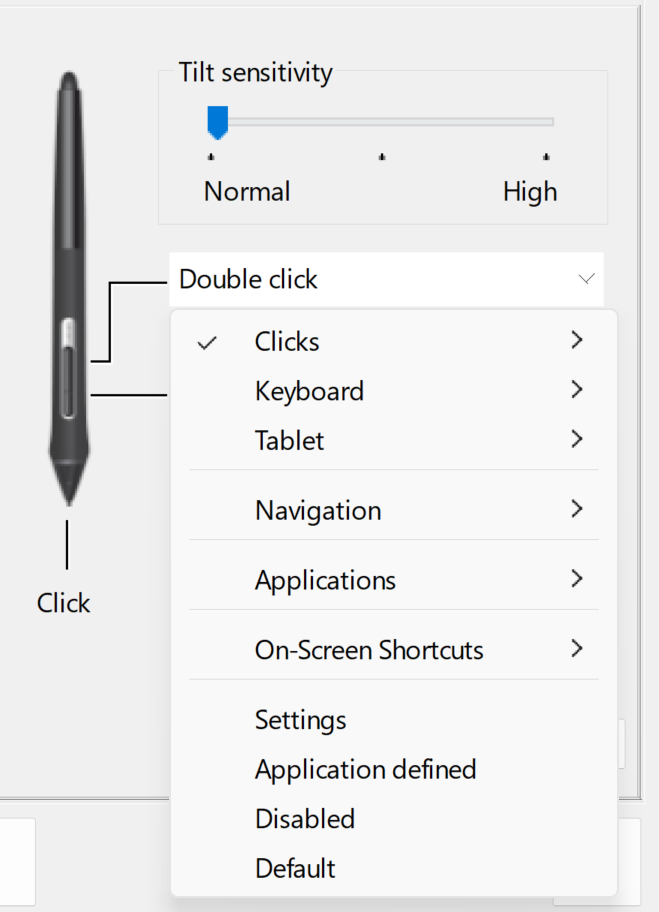 Tilt sensitivity
Normal
High
Double click
Clicks
Keyboard
Tablet
Navigation
Applications
On-Screen Shortcuts
Settings
Application defined
Disabled
Default
Click